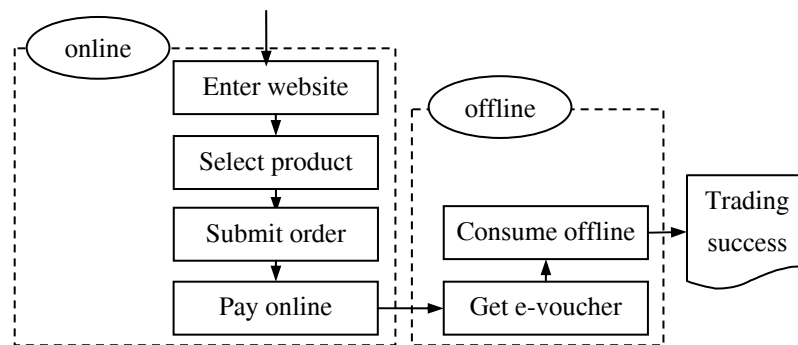 online
Enter website
Select product
Submit order
Pay online
offline
Consume offline
Get e-voucher
Trading
success